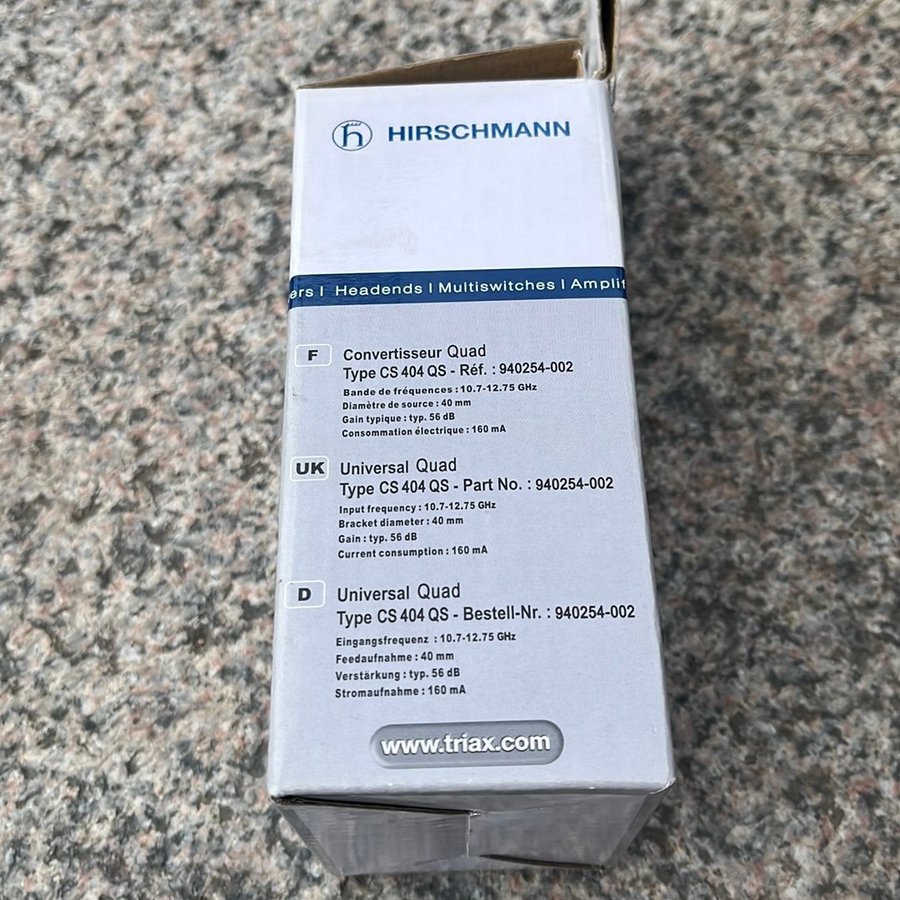 HIRSCHMANN
ers I Headends I Multiswitches I Amplif
F Convertisseur Quad
Type CS 404 QS - Réf. : 940254-002
Bande de fréquences : 10.7-12.75 GHz
Diamètre de source : 40 mm
Gain typique : typ. 56 dB
Consommation électrique : 160 mA
UK Universal Quad
Type CS 404 QS - Part No. : 940254-002
Input frequency : 10.7-12.75 GHz
Bracket diameter : 40 mm
Gain : typ. 56 dB
Current consumption : 160 mA
D Universal Quad
Type CS 404 QS - Bestell-Nr. : 940254-002
Eingangsfrequenz : 10.7-12.75 GHz
Feedaufnahme : 40 mm
Verstärkung : typ. 56 dB
Stromaufnahme : 160 mA
www.triax.com